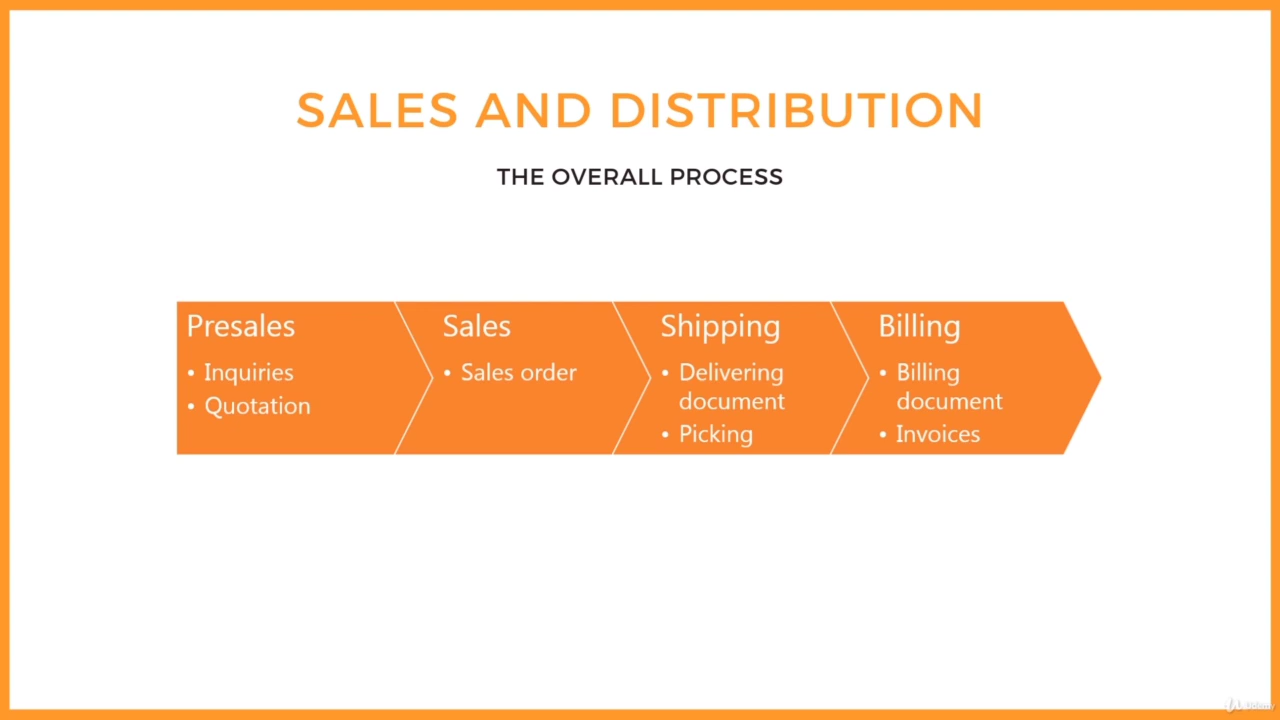 SALES AND DISTRIBUTION
THE OVERALL PROCESS
Presales
• Inquiries
• Quotation
Sales
• Sales order
Shipping
• Delivering
document
• Picking
Billing
• Billing
document
• Invoices
Udemy